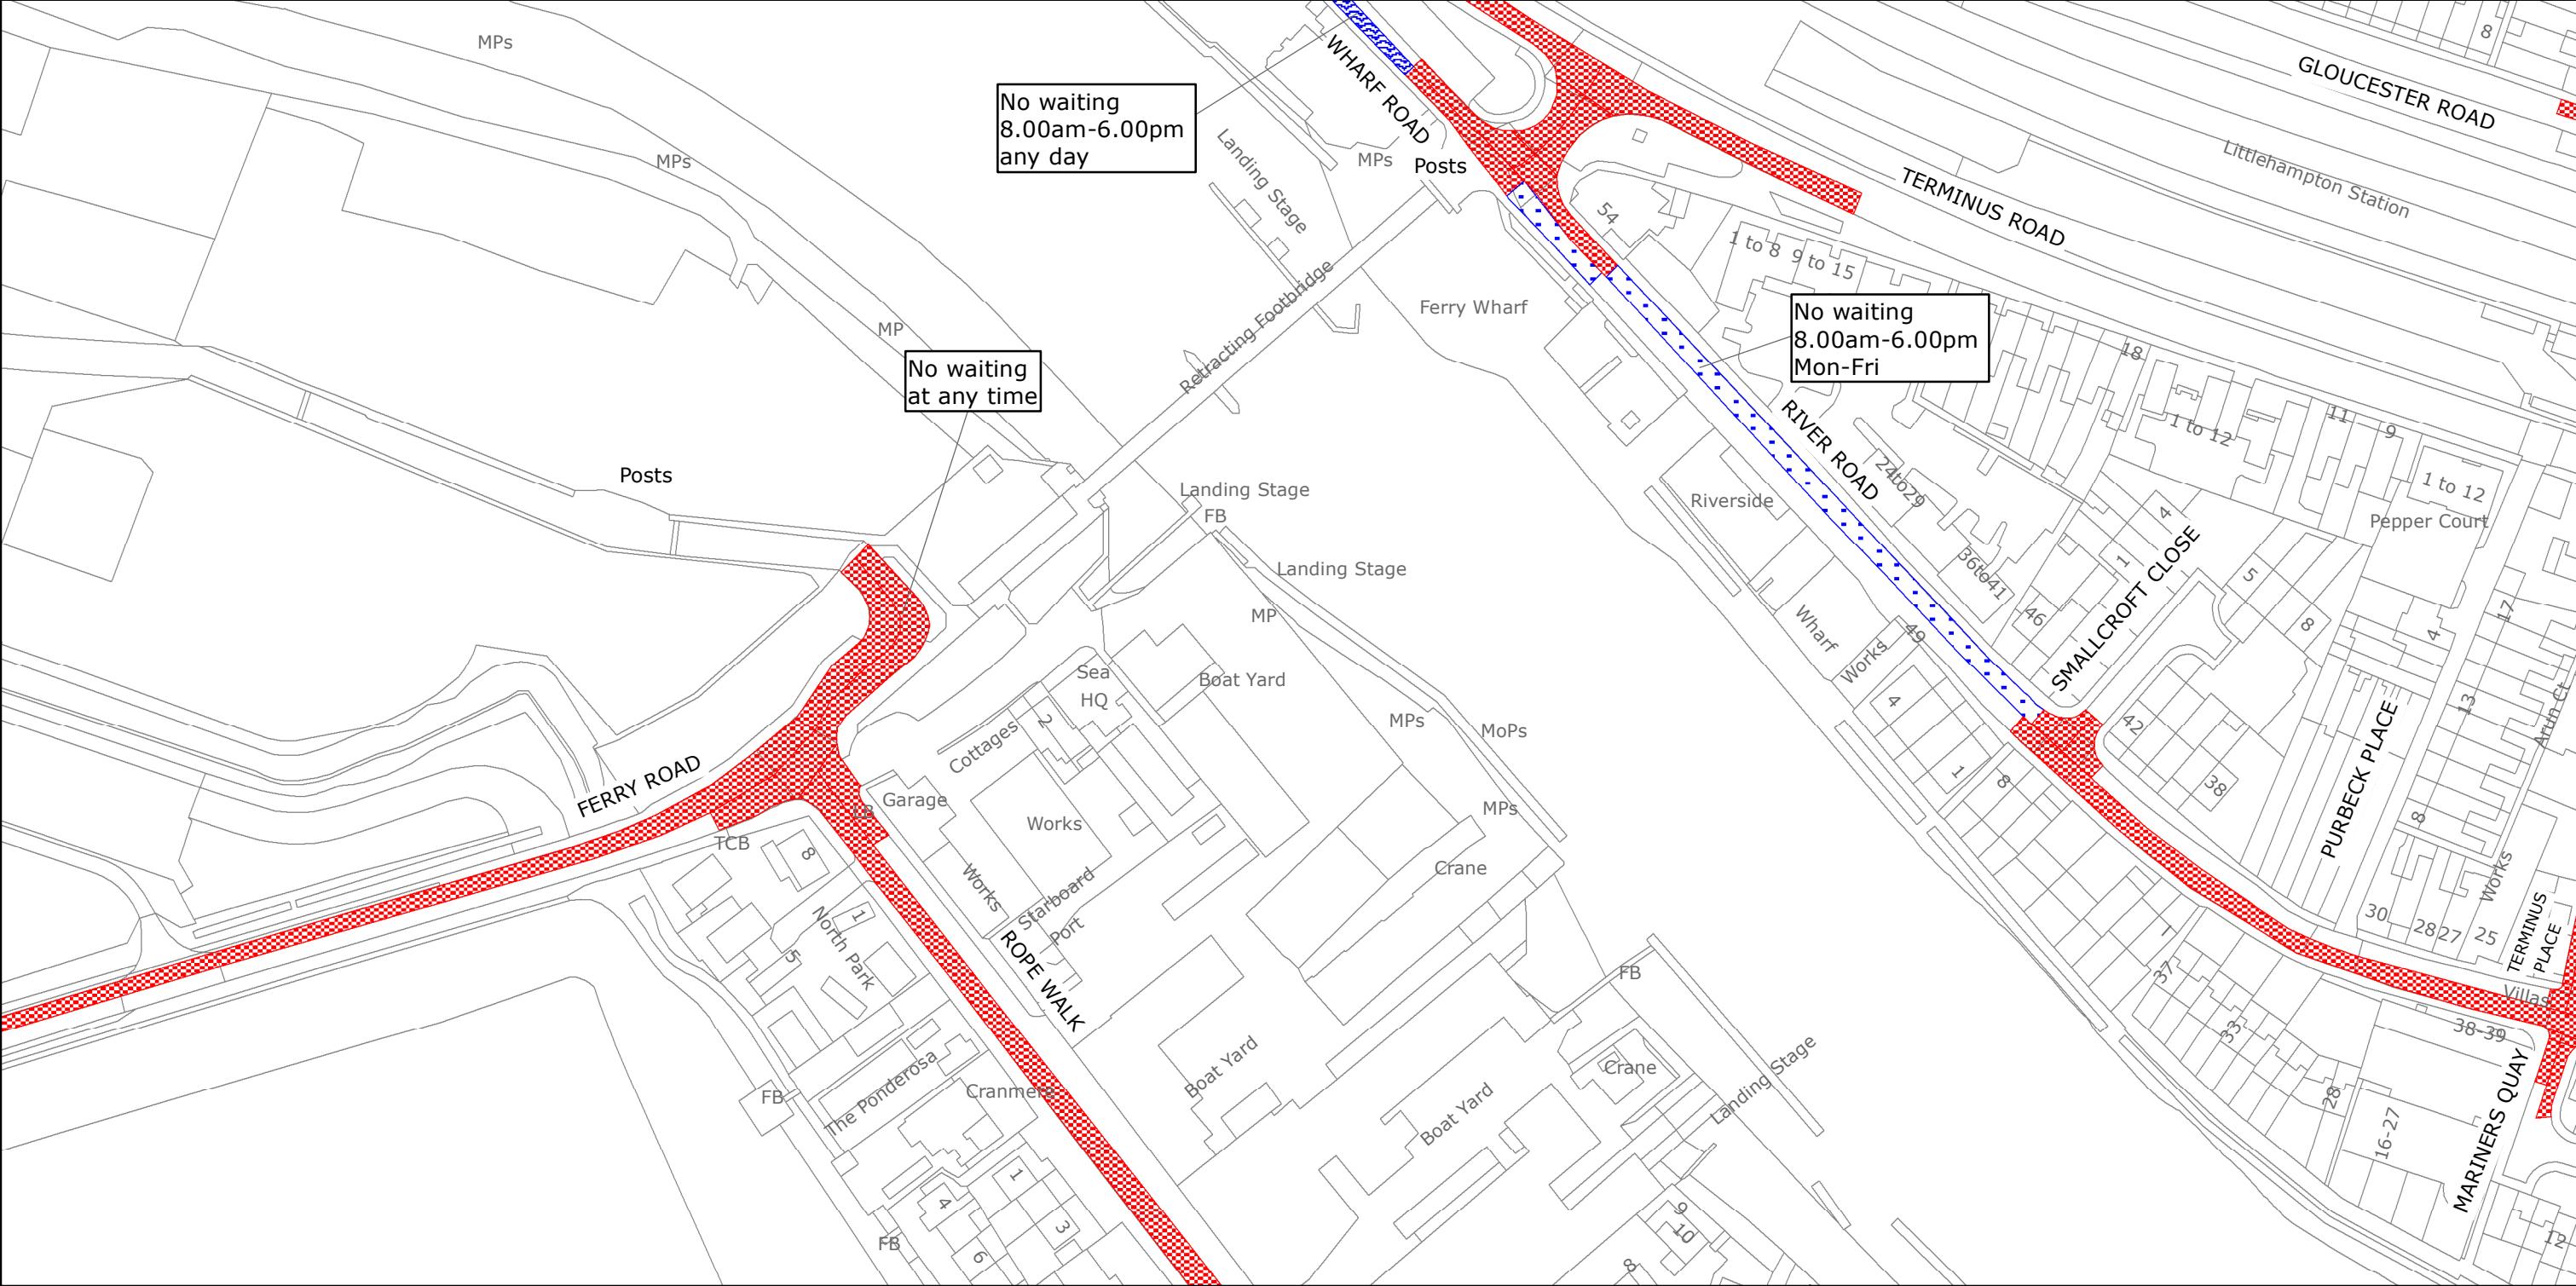 MPs
8
GLOUCESTER ROAD
WHARF ROAD
No waiting
8.00am-6.00pm
any day
MPs
MPs
Posts
Landing Stage
Littlehampton Station
TERMINUS ROAD
54
1 to 8
9 to 15
Retracting Footbridge
Ferry Wharf
No waiting
8.00am-6.00pm
Mon-Fri
MP
No waiting
at any time
18
11
9
1 to 12
RIVER ROAD
24to29
Posts
Landing Stage
FB
Riverside
1 to 12
Pepper Court
4
1
SMALLCROFT CLOSE
Landing Stage
36to41
5
MP
46
8
17
4
Wharf
49
Works
Sea
HQ
Boat Yard
2
Cottages
4
MPs
MoPs
42
13
Arun Ct
PURBECK PLACE
FERRY ROAD
1
8
38
Garage
LB
MPs
8
TCB
Works
8
Crane
Works
Starboard
Port
Works
1
North Park
5
30
28
27
25
TERMINUS
PLACE
ROPE WALK
1
37
FB
Villas
33
38-39
The Ponderosa
Cranmere
Boat Yard
Boat Yard
Crane
Landing Stage
FB
28
16-27
MARINERS QUAY
1
4
3
6
FB
9
10
8
12